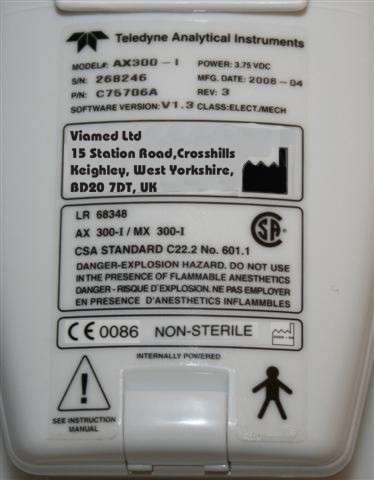 Teledyne Analytical Instruments
MODEL#: AX300 - I POWER: 3.75 VDC
S/N: 268246 MFG. DATE: 2008 - 04
P/N: C75706A REV: 3
SOFTWARE VERSION: V1.3 CLASS:ELECT./MECH
Viamed Ltd
15 Station Road,Crosshills
Keighley, West Yorkshire,
BD20 7DT, UK
LR 68348
AX 300-I / MX 300-I
CSA STANDARD C22.2 No. 601.1
DANGER-EXPLOSION HAZARD. DO NOT USE
IN THE PRESENCE OF FLAMMABLE ANESTHETICS
DANGER - RISQUE D'EXPLOSION. NE PAS EMPLOYER
EN PRESENCE D'ANESTHETICS INFLAMMBLES
CE 0086 NON-STERILE
2008 - 04
INTERNALLY POWERED
SEE INSTRUCTION
MANUAL